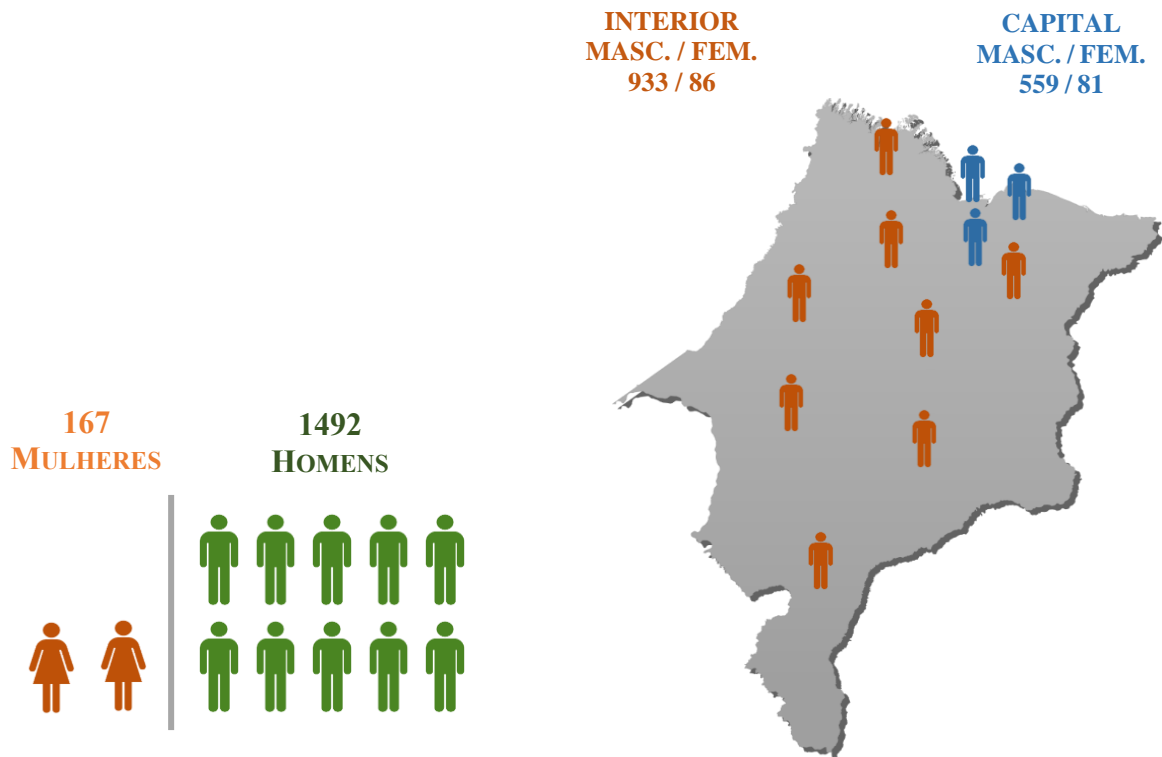 INTERIOR
MASC. / FEM.
933 / 86
CAPITAL
MASC. / FEM.
559 / 81
167
MULHERES
1492
HOMENS